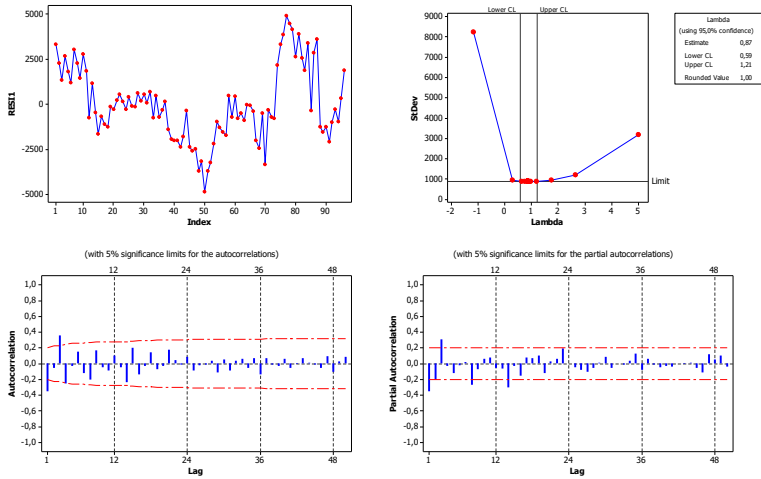 5000
2500
0
-2500
-5000
RESI1
1 10 20 30 40 50 60 70 80 90
Index
Lower CL Upper CL
9000
8000
7000
6000
5000
4000
3000
2000
1000
0
StDev
Limit
-2 -1 0 1 2 3 4 5
Lambda
Lambda
(using 95,0% confidence)
Estimate 0,87
Lower CL 0,59
Upper CL 1,21
Rounded Value 1,00
(with 5% significance limits for the autocorrelations)
12 24 36 48
1,0
0,8
0,6
0,4
0,2
0,0
-0,2
-0,4
-0,6
-0,8
-1,0
Autocorrelation
1 12 24 36 48
Lag
(with 5% significance limits for the partial autocorrelations)
12 24 36 48
1,0
0,8
0,6
0,4
0,2
0,0
-0,2
-0,4
-0,6
-0,8
-1,0
Partial Autocorrelation
1 12 24 36 48
Lag